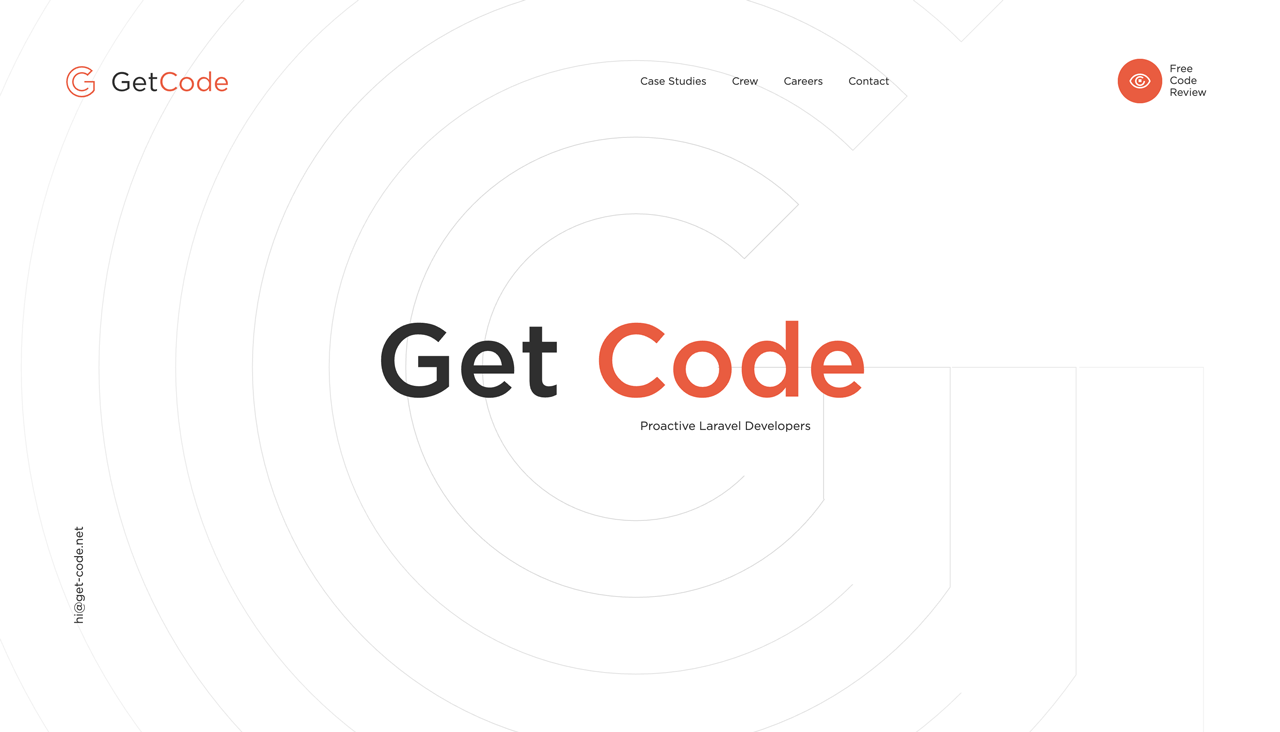 GetCode
Case Studies Crew Careers Contact
Free
Code
Review
Get Code
Proactive Laravel Developers
hi@get-code.net